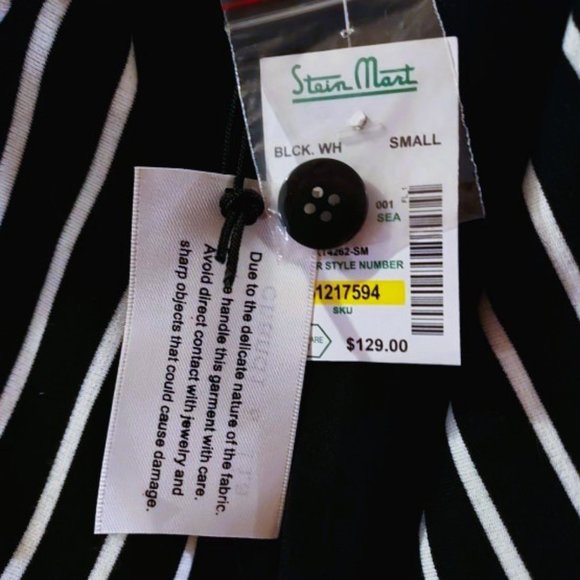 Stein Mart
BLCK. WH SMALL
001
SEA
74262-SM
R STYLE NUMBER
1217594
SKU
$129.00
Due to the delicate nature of the fabric.
handle this garment with care.
Avoid direct contact with jewelry and
sharp objects that could cause damage.